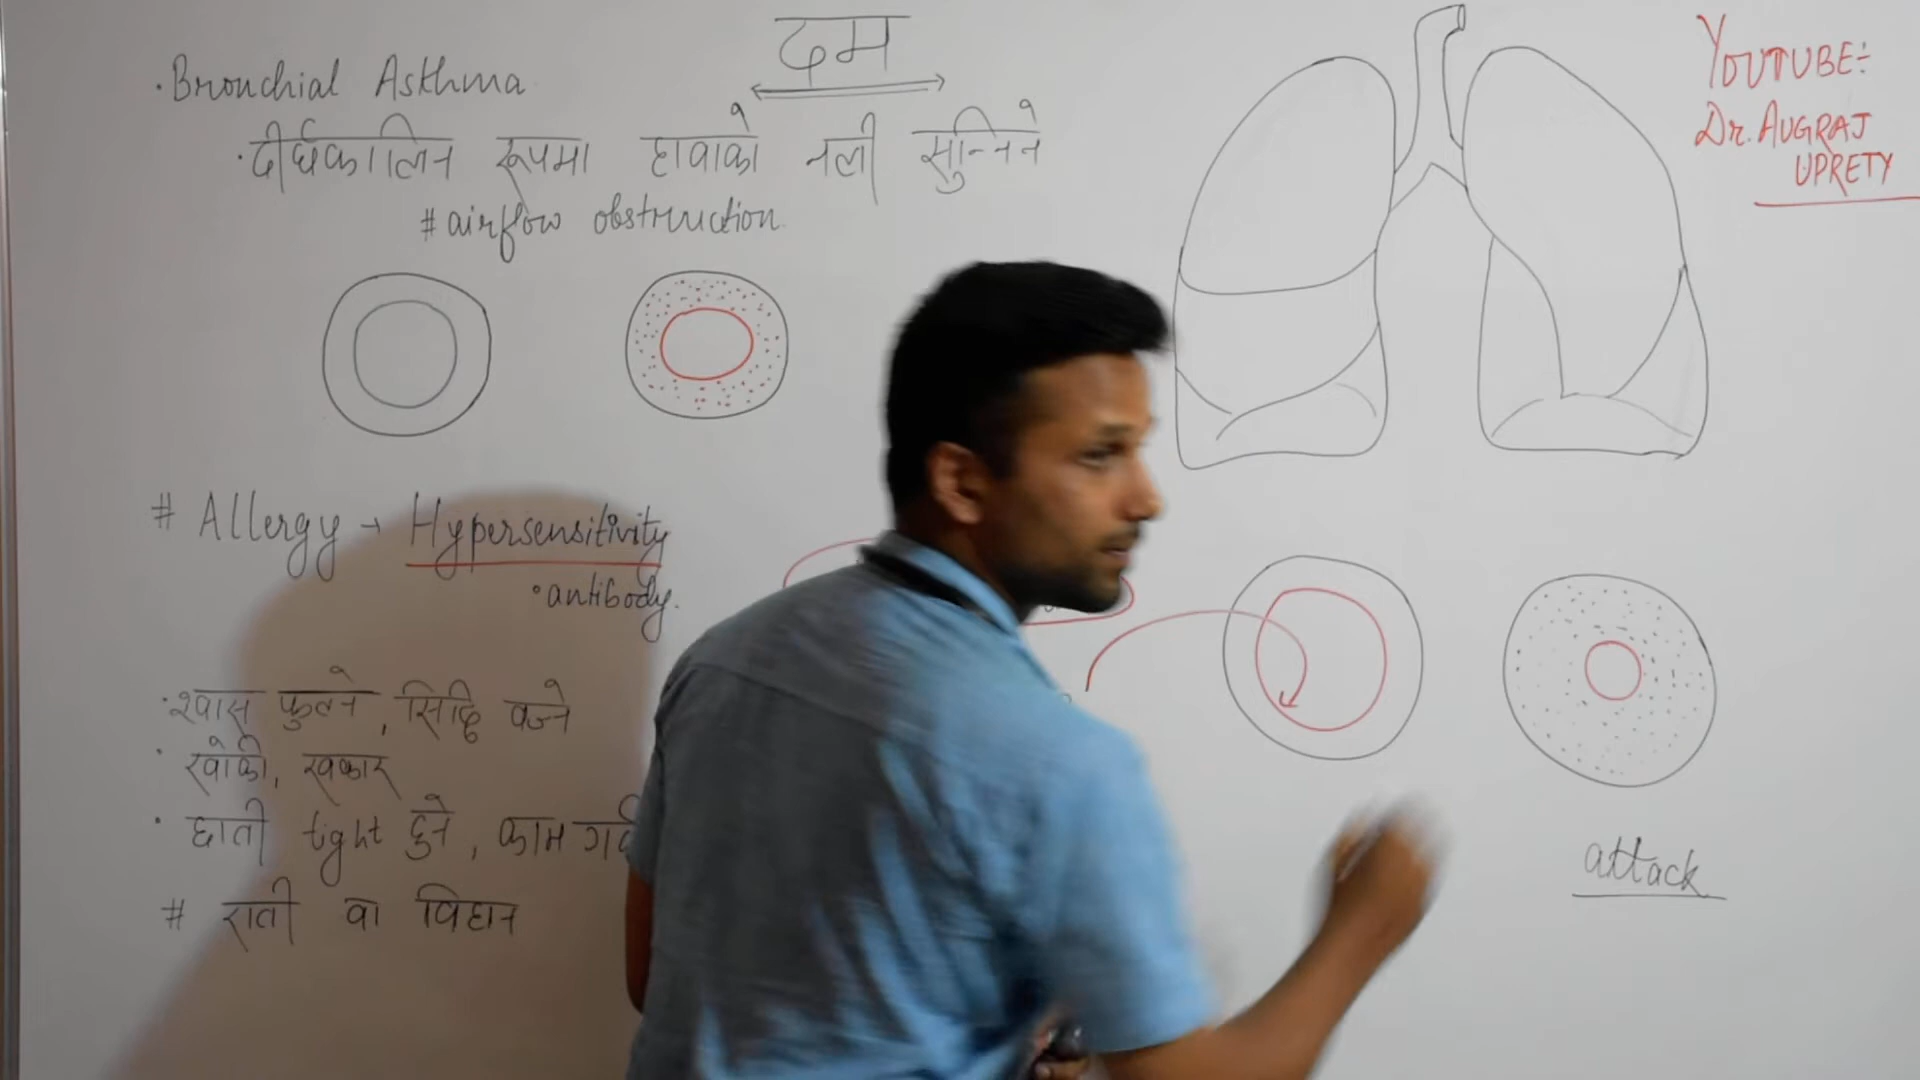 दम
• Bronchial Asthma
• दीर्घकालिन रूपमा हावाको नली सुन्निने
# airflow obstruction
YOUTUBE:-
Dr. AUGRAJ
UPRETY
# Allergy → Hypersensitivity
• antibody.
• श्वास फुल्ने, सिद्धि बज्ने
• खोकी, खकार
• छाती tight हुने, काम
# राती वा विहान
attack